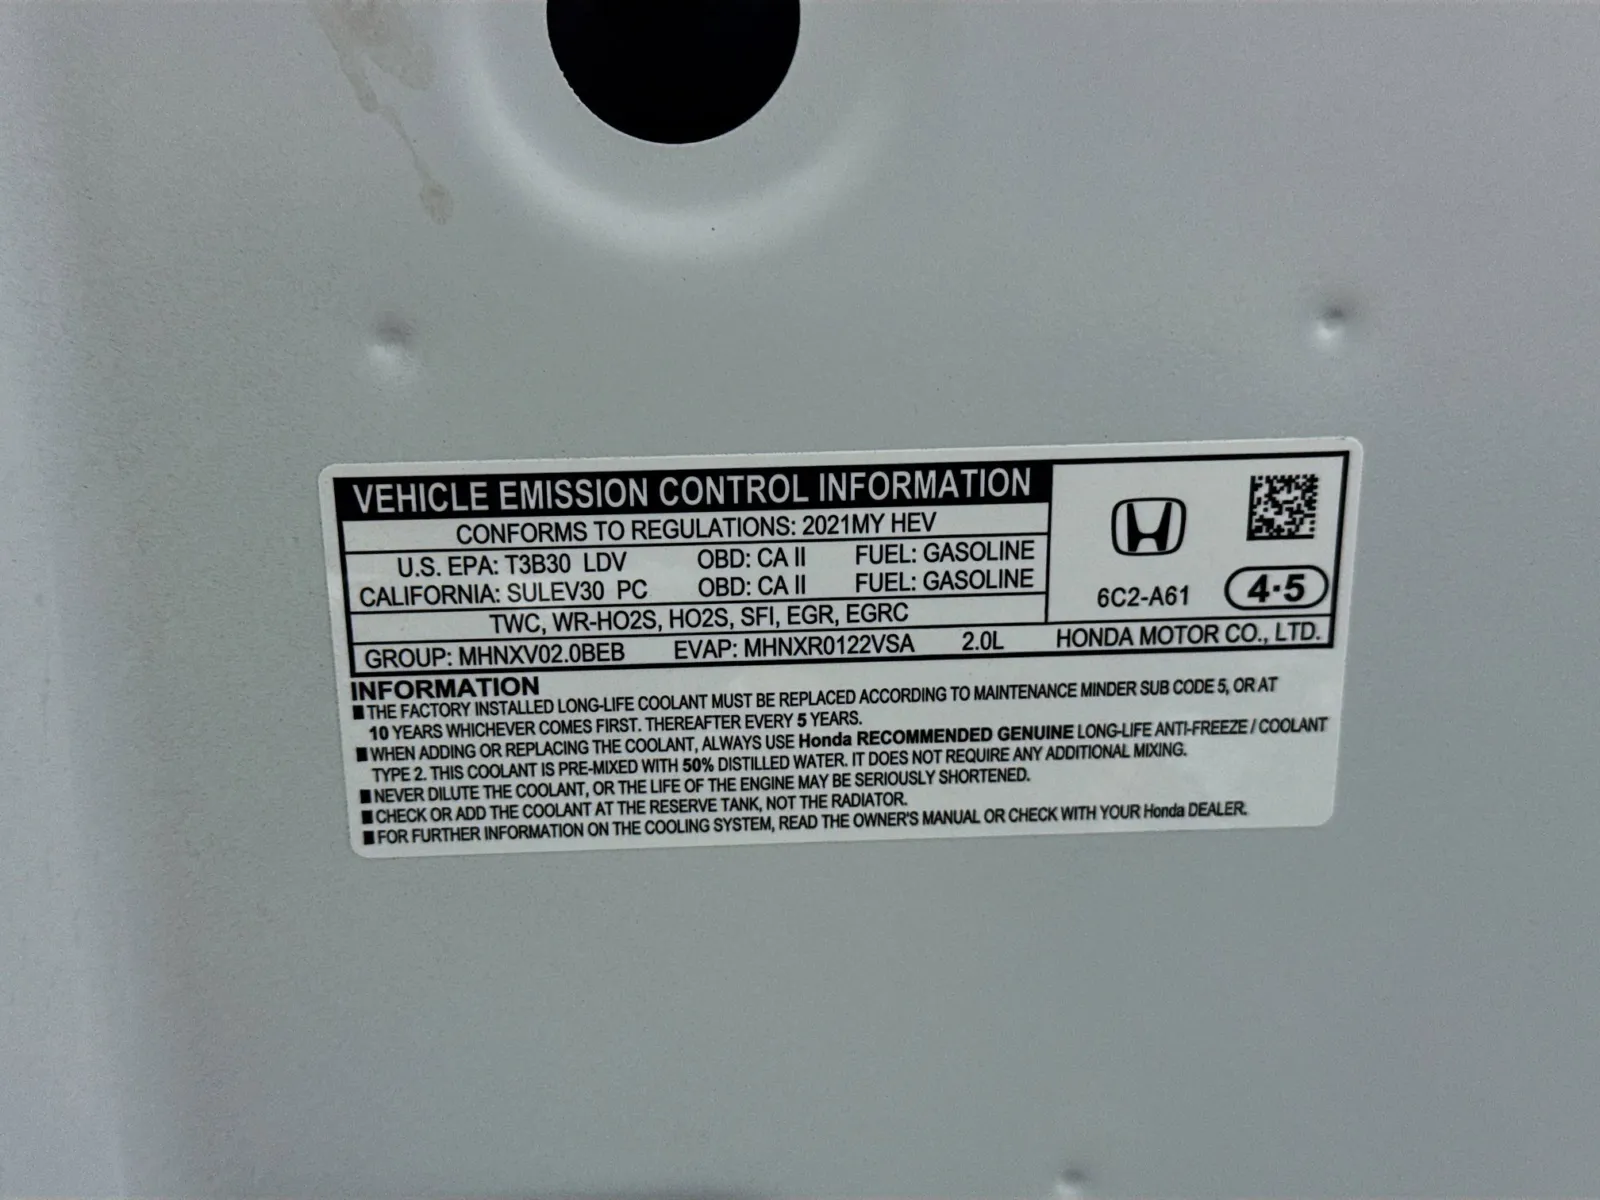 VEHICLE EMISSION CONTROL INFORMATION
CONFORMS TO REGULATIONS: 2021MY HEV
U.S. EPA: T3B30 LDV OBD: CA II FUEL: GASOLINE
CALIFORNIA: SULEV30 PC OBD: CA II FUEL: GASOLINE
TWC, WR-HO2S, HO2S, SFI, EGR, EGRC
GROUP: MHNXV02.0BEB EVAP: MHNXR0122VSA 2.0L
6C2-A61 4·5
HONDA MOTOR CO., LTD.
INFORMATION
■ THE FACTORY INSTALLED LONG-LIFE COOLANT MUST BE REPLACED ACCORDING TO MAINTENANCE MINDER SUB CODE 5, OR AT
10 YEARS WHICHEVER COMES FIRST. THEREAFTER EVERY 5 YEARS.
■ WHEN ADDING OR REPLACING THE COOLANT, ALWAYS USE Honda RECOMMENDED GENUINE LONG-LIFE ANTI-FREEZE / COOLANT
TYPE 2. THIS COOLANT IS PRE-MIXED WITH 50% DISTILLED WATER. IT DOES NOT REQUIRE ANY ADDITIONAL MIXING.
■ NEVER DILUTE THE COOLANT, OR THE LIFE OF THE ENGINE MAY BE SERIOUSLY SHORTENED.
■ CHECK OR ADD THE COOLANT AT THE RESERVE TANK, NOT THE RADIATOR.
■ FOR FURTHER INFORMATION ON THE COOLING SYSTEM, READ THE OWNER'S MANUAL OR CHECK WITH YOUR Honda DEALER.